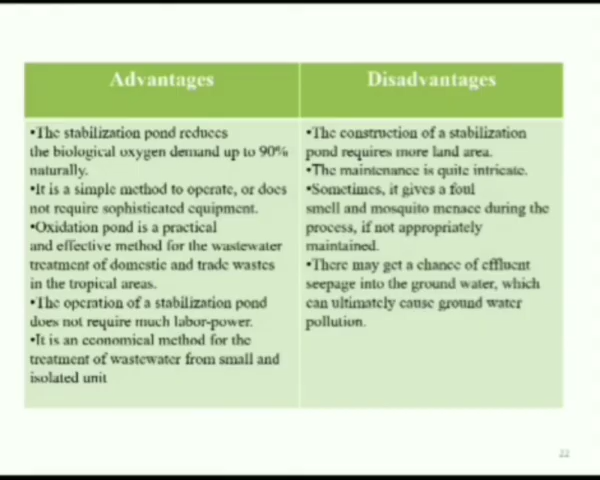 Advantages
Disadvantages
•The stabilization pond reduces
the biological oxygen demand up to 90%
naturally.
•It is a simple method to operate, or does
not require sophisticated equipment.
•Oxidation pond is a practical
and effective method for the wastewater
treatment of domestic and trade wastes
in the tropical areas.
•The operation of a stabilization pond
does not require much labor-power.
•It is an economical method for the
treatment of wastewater from small and
isolated unit
•The construction of a stabilization
pond requires more land area.
•The maintenance is quite intricate.
•Sometimes, it gives a foul
smell and mosquito menace during the
process, if not appropriately
maintained.
•There may get a chance of effluent
seepage into the ground water, which
can ultimately cause ground water
pollution.
22